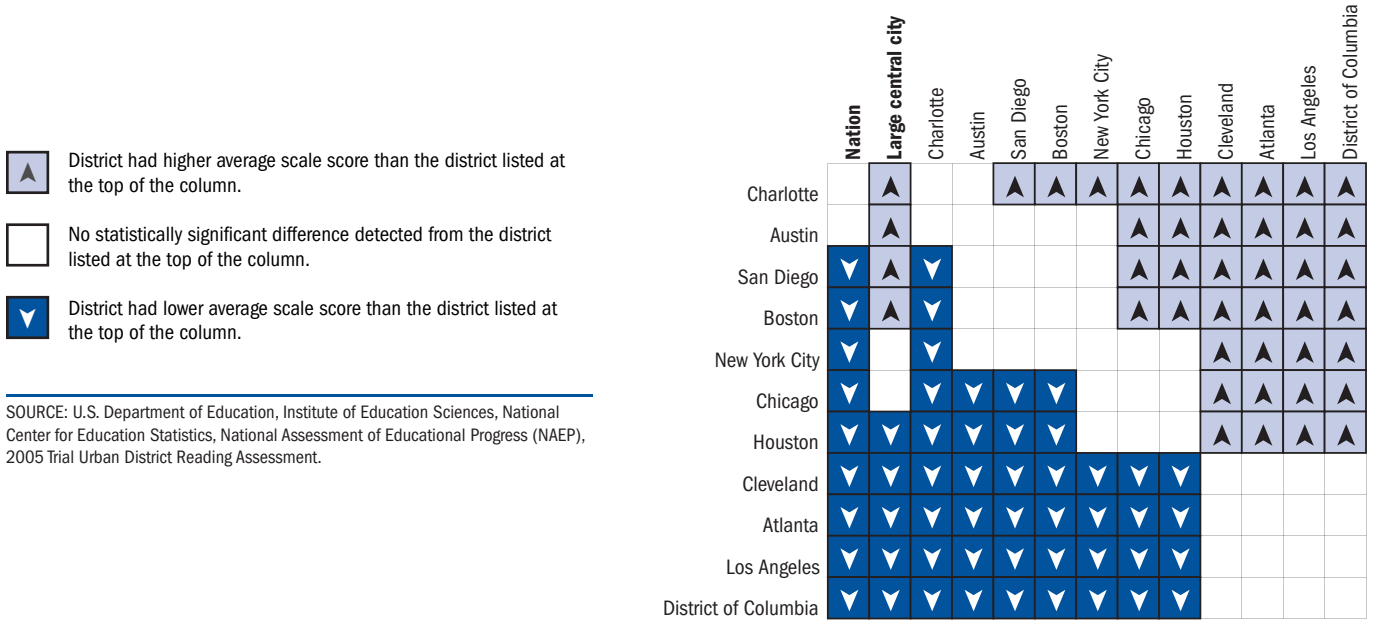 District had higher average scale score than the district listed at
the top of the column.
No statistically significant difference detected from the district
listed at the top of the column.
District had lower average scale score than the district listed at
the top of the column.
SOURCE: U.S. Department of Education, Institute of Education Sciences, National
Center for Education Statistics, National Assessment of Educational Progress (NAEP),
2005 Trial Urban District Reading Assessment.
Nation
Large central city
Charlotte
Austin
San Diego
Boston
New York City
Chicago
Houston
Cleveland
Atlanta
Los Angeles
District of Columbia
Charlotte
Austin
San Diego
Boston
New York City
Chicago
Houston
Cleveland
Atlanta
Los Angeles
District of Columbia